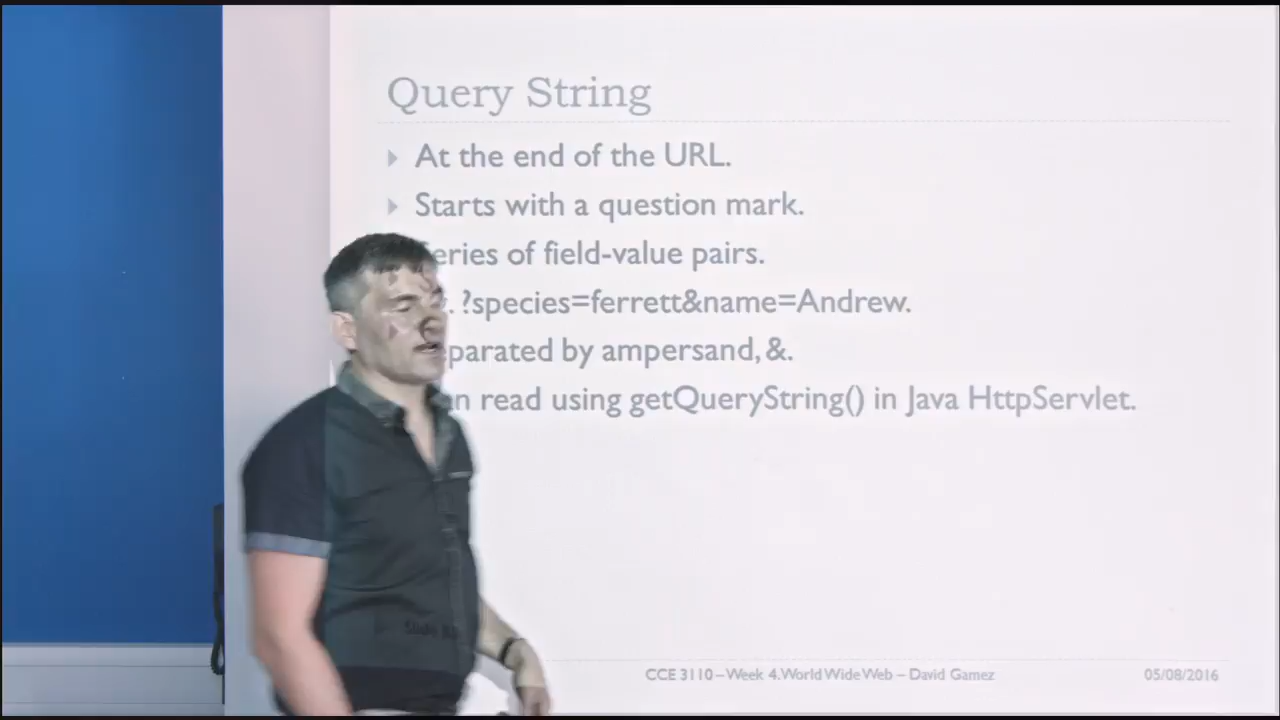 Query String
At the end of the URL.
Starts with a question mark.
eries of field-value pairs.
. ?species=ferrett&name=Andrew.
parated by ampersand, &.
n read using getQueryString() in Java HttpServlet.
CCE 3110 – Week 4. World Wide Web – David Gamez
05/08/2016